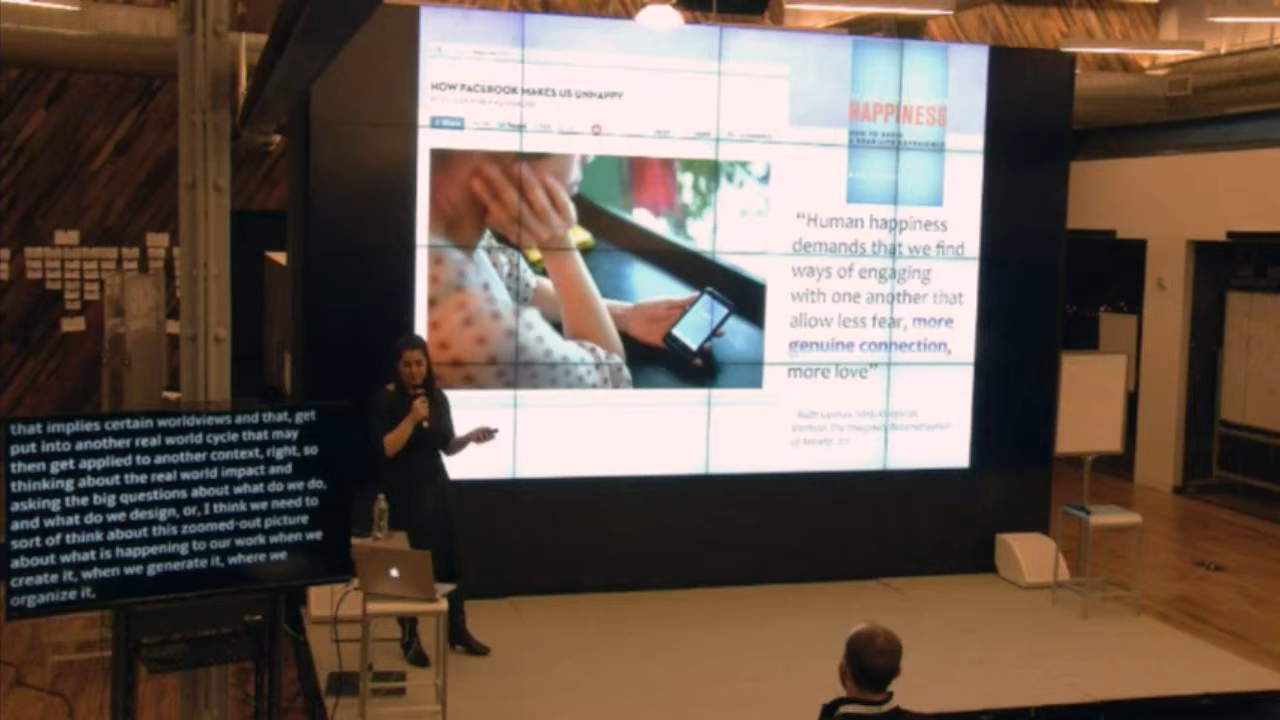 HOW FACEBOOK MAKES US UNHAPPY
Share
Tweet
HAPPINESS
“Human happiness
demands that we find
ways of engaging
with one another that
allow less fear, more
genuine connection,
more love”
that implies certain worldviews and that, get
put into another real world cycle that may
then get applied to another context, right, so
thinking about the real world impact and
asking the big questions about what do we do,
and what do we design, or, I think we need to
sort of think about this zoomed-out picture
about what is happening to our work when we
create it, when we generate it, where we
organize it,